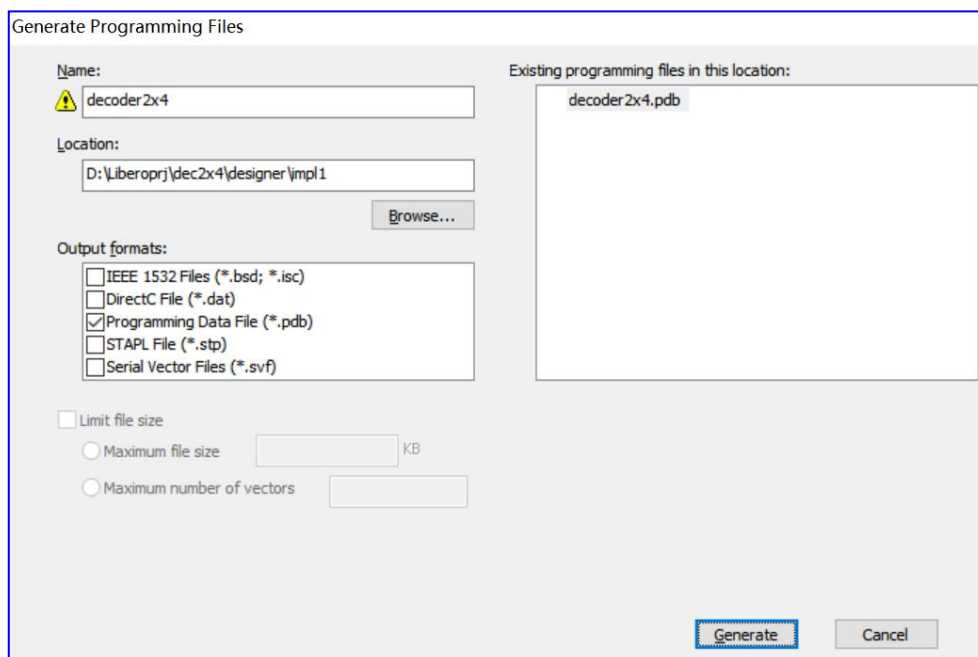 Generate Programming Files
Name:
decoder2x4
Location:
D:\Liberoprj\dec2x4\designer\impl1
Browse...
Output formats:
IEEE 1532 Files (*.bsd; *.isc)
DirectC File (*.dat)
Programming Data File (*.pdb)
STAPL File (*.stp)
Serial Vector Files (*.svf)
Limit file size
Maximum file size
KB
Maximum number of vectors
Existing programming files in this location:
decoder2x4.pdb
Generate
Cancel